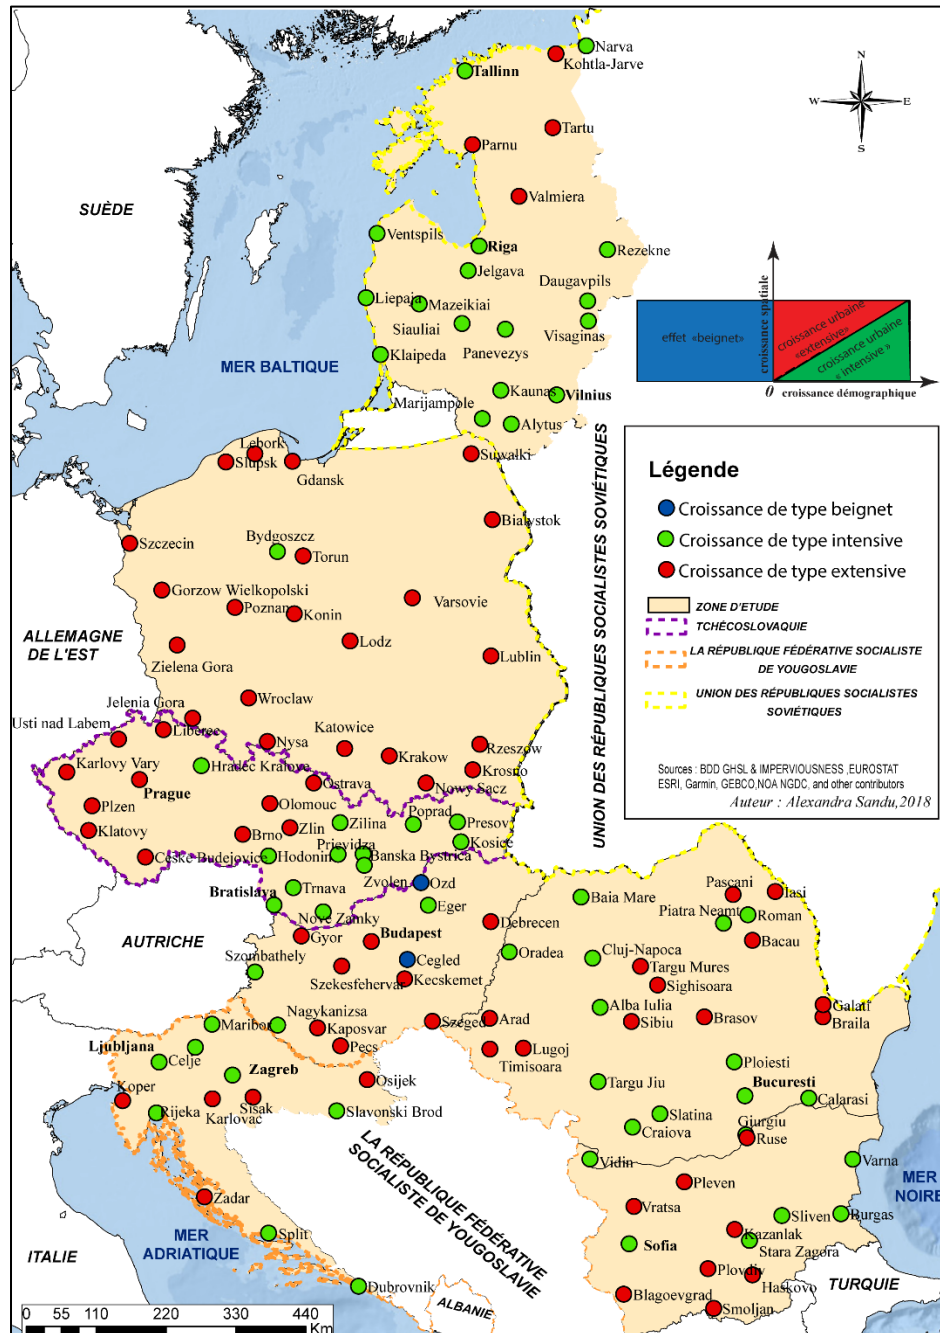 Narva
Kohtla-Jarve
Tallinn
N
W
E
S
Tartu
Parnu
SUÈDE
Valmiera
Ventspils
Riga
Rezekne
Jelgava
Daugavpils
Liepaja
Mazeikiai
Siauliai
Visaginas
Panevezys
MER BALTIQUE
Klaipeda
Kaunas
Vilnius
Marijampole
Alytus
croissance spatiale
effet «beignet»
croissance urbaine
«extensive»
croissance urbaine
« intensive »
0
croissance démographique
UNION DES RÉPUBLIQUES SOCIALISTES SOVIÉTIQUES
Légende
Croissance de type beignet
Croissance de type intensive
Croissance de type extensive
ZONE D'ETUDE
TCHÉCOSLOVAQUIE
LA RÉPUBLIQUE FÉDÉRATIVE SOCIALISTE
DE YOUGOSLAVIE
UNION DES RÉPUBLIQUES SOCIALISTES
SOVIÉTIQUES
Sources : BDD GHSL & IMPERVIOUSNESS ,EUROSTAT
ESRI, Garmin, GEBCO,NOA NGDC, and other contributors
Auteur : Alexandra Sandu,2018
Lebork
Slupsk
Gdansk
Suwałki
Bialystok
Szczecin
Bydgoszcz
Torun
Gorzow Wielkopolski
Poznan
Konin
Varsovie
ALLEMAGNE
DE L'EST
Lodz
Zielena Gora
Lublin
Wroclaw
Jelenia Gora
Usti nad Labem
Liberec
Katowice
Nysa
Krakow
Rzeszow
Karlovy Vary
Hradec Kralove
Krosno
Prague
Ostrava
Nowy Sacz
Plzen
Olomouc
Poprad
Klatovy
Brno
Zlin
Zilina
Presov
Prievidza
Kosice
Ceske Budejovice
Hodonin
Banska Bystrica
Zvolen
Ozd
Bratislava
Trnava
Eger
Nove Zamky
Pascani
Iasi
Baia Mare
Piatra Neamt
Roman
AUTRICHE
Gyor
Budapest
Debrecen
Bacau
Szombathely
Cegled
Oradea
Cluj-Napoca
Targu Mures
Szekesfehervar
Kecskemet
Sighisoara
Nagykanizsa
Alba Iulia
Galati
Maribor
Kaposvar
Szeged
Arad
Sibiu
Brasov
Braila
Ljubljana
Pecs
Lugoj
Timisoara
Celje
Zagreb
Ploiesti
Koper
Osijek
Targu Jiu
Bucuresti
Rijeka
Karlovac
Sisak
Slavonski Brod
Slatina
Calarasi
Craiova
Giurgiu
Ruse
LA RÉPUBLIQUE FÉDÉRATIVE
SOCIALISTE DE YOUGOSLAVIE
Vidin
Varna
MER
NOIRE
Pleven
Zadar
Vratsa
Sliven
Burgas
MER
ADRIATIQUE
Split
Kazanlak
Sofia
Stara Zagora
ITALIE
Plovdiv
Haskovo
TURQUIE
Dubrovnik
Blagoevgrad
Smoljan
ALBANIE
0 55 110 220 330 440
Km